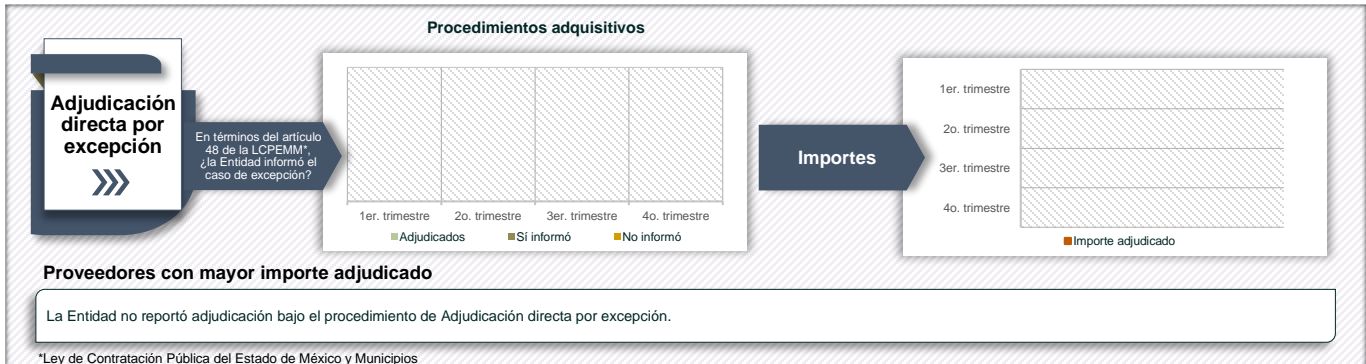 Procedimientos adquisitivos
Adjudicación
directa por
excepción
En términos del artículo
48 de la LCPEMM*,
¿la Entidad informó el
caso de excepción?
1er. trimestre
2o. trimestre
3er. trimestre
4o. trimestre
Adjudicados
Sí informó
No informó
Importes
1er. trimestre
2o. trimestre
3er. trimestre
4o. trimestre
Importe adjudicado
Proveedores con mayor importe adjudicado
La Entidad no reportó adjudicación bajo el procedimiento de Adjudicación directa por excepción.
*Ley de Contratación Pública del Estado de México y Municipios